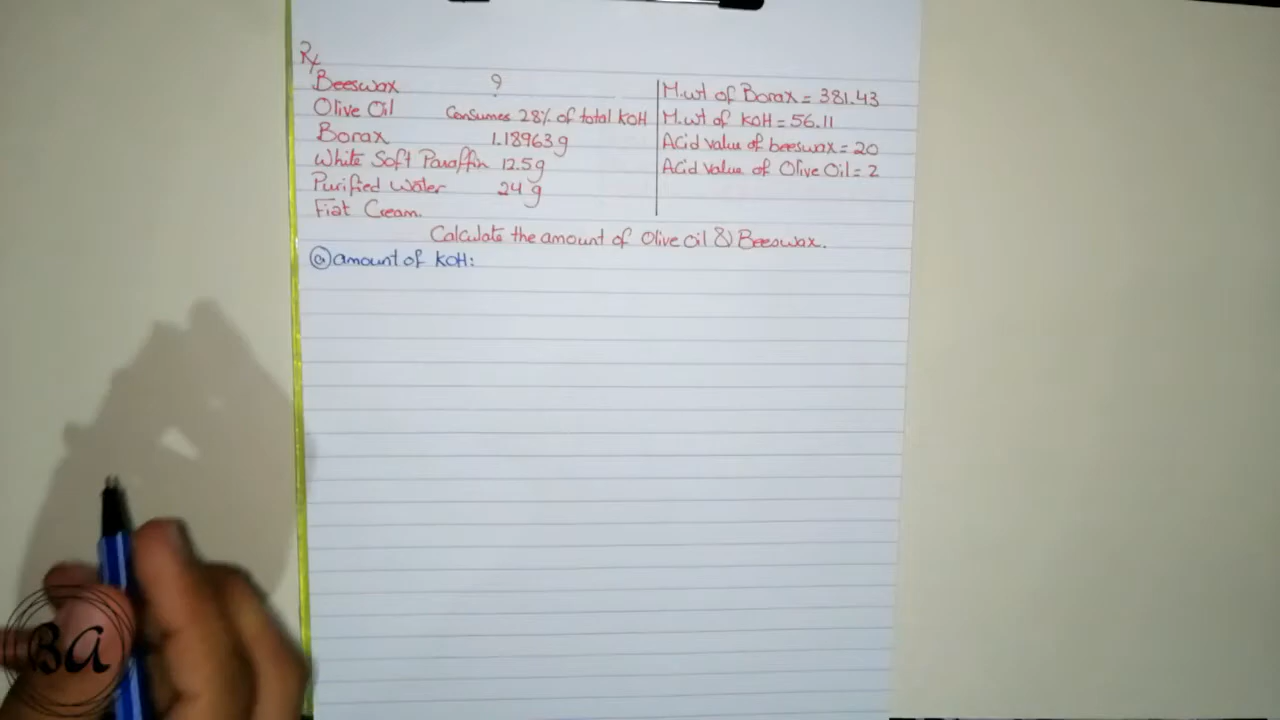 Rx
Beeswax ?
Olive Oil Consumes 28% of total KOH
Borax 1.18963g
White Soft Paraffin 12.5g
Purified Water 24 g
Fiat Cream.
M.wt of Borax = 381.43
M.wt of KOH = 56.11
Acid value of beeswax = 20
Acid value of Olive Oil = 2
Calculate the amount of Olive oil & Beeswax.
@ amount of KOH:
Ba